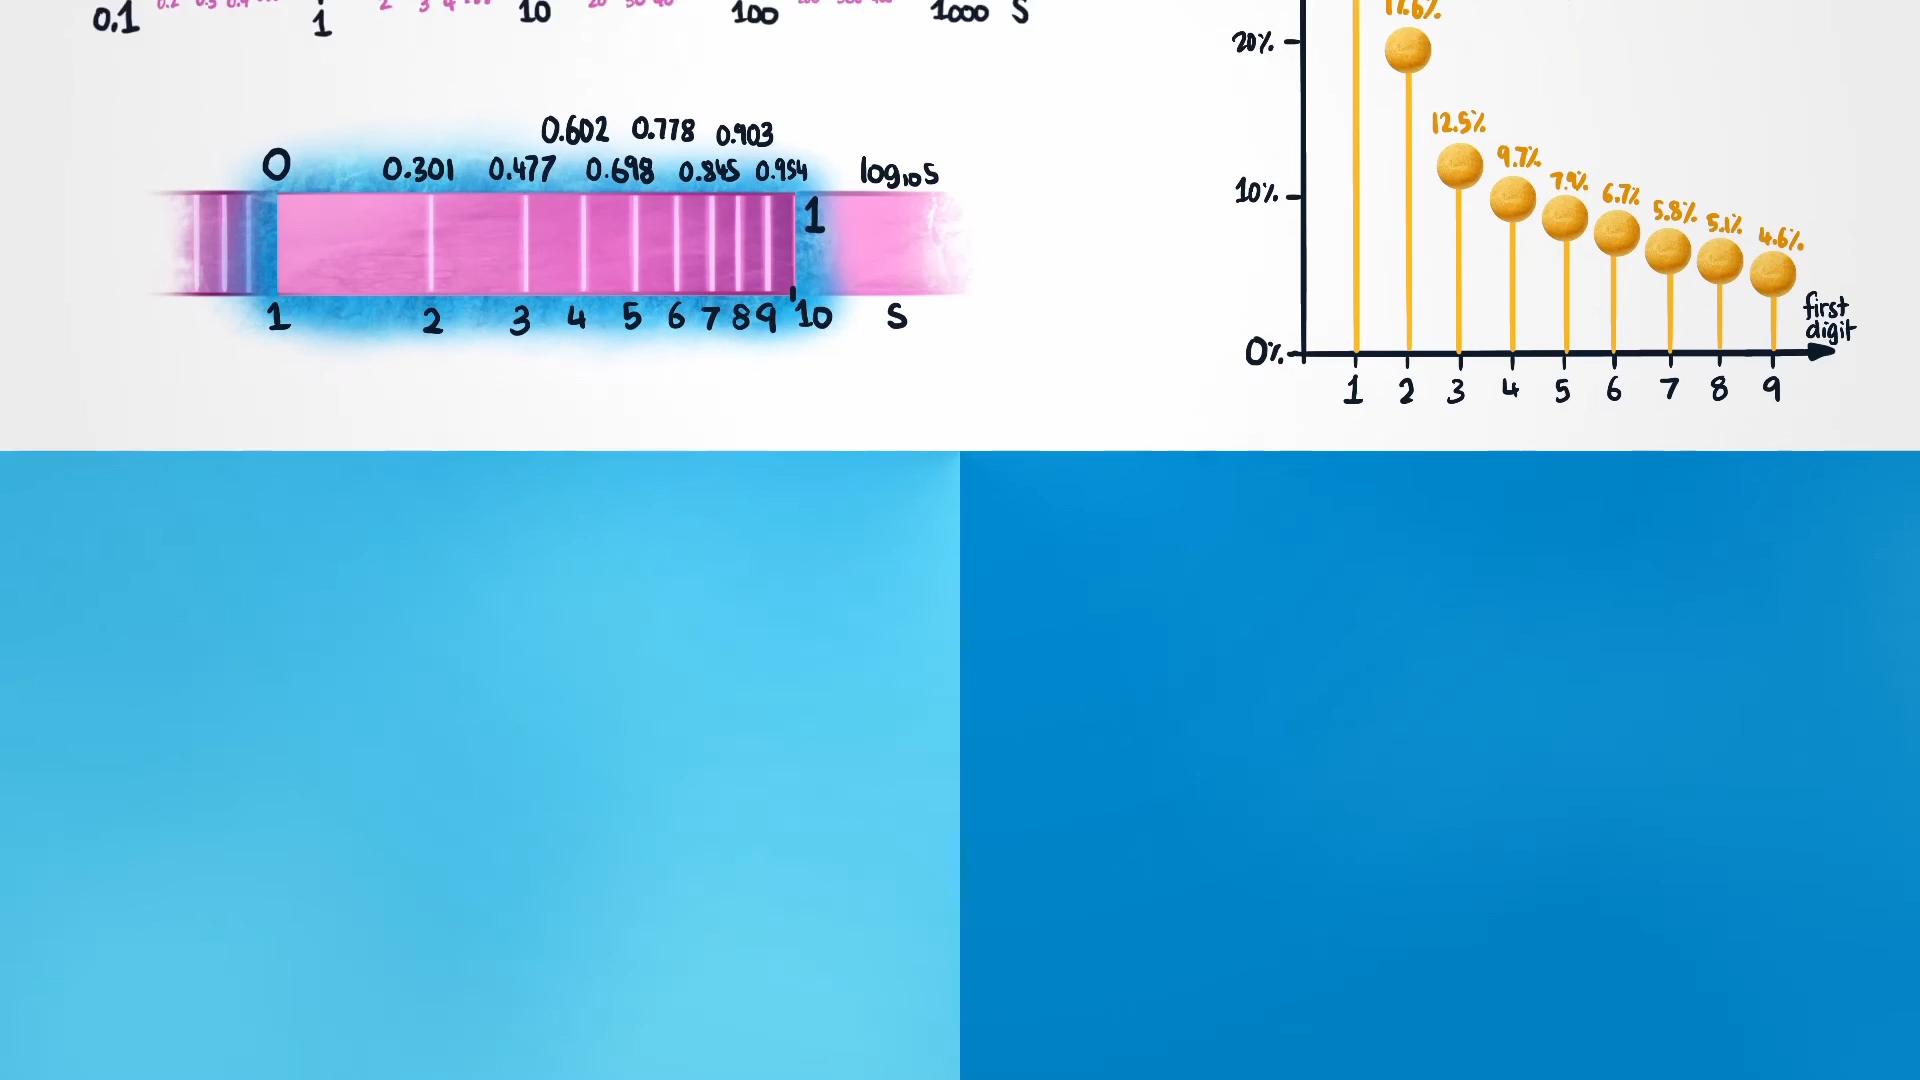 0.1 1 10 100 1000 S
0.602 0.778 0.903
0 0.301 0.477 0.698 0.845 0.954 log₁₀S
1
1 2 3 4 5 6 7 8 9 10 S
17.6%
20%
12.5%
9.7%
7.9%
6.7%
5.8%
5.1%
4.6%
10%
first
digit
0%
1 2 3 4 5 6 7 8 9